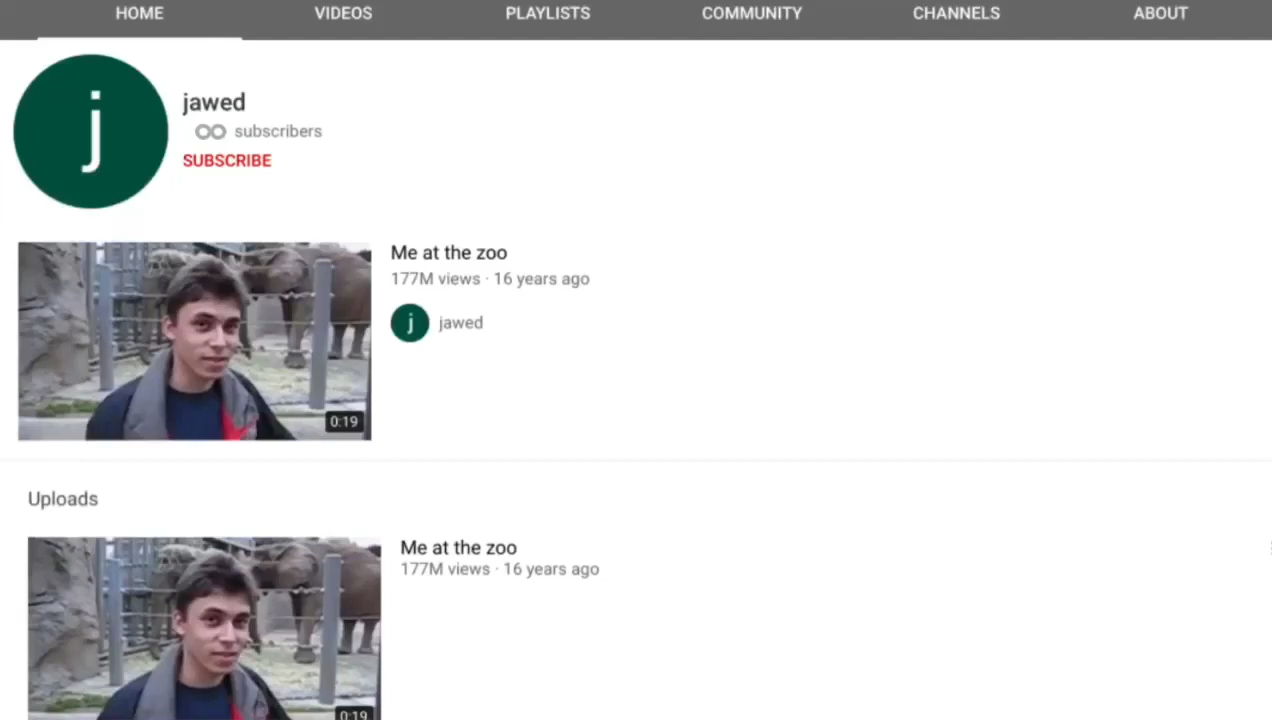 HOME VIDEOS PLAYLISTS COMMUNITY CHANNELS ABOUT
j
jawed
∞ subscribers
SUBSCRIBE
Me at the zoo
177M views · 16 years ago
j jawed
0:19
Uploads
Me at the zoo
177M views · 16 years ago
0:19